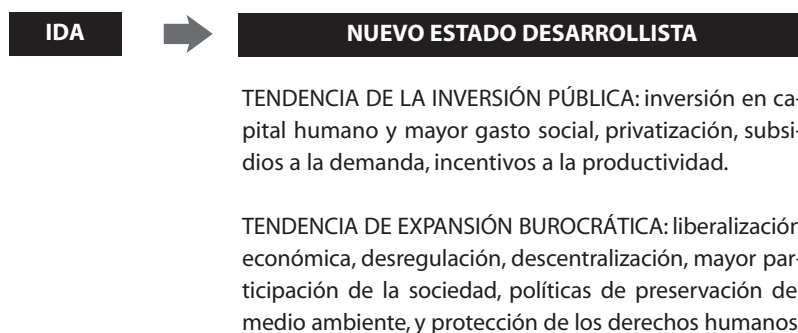 IDA
NUEVO ESTADO DESARROLLISTA
TENDENCIA DE LA INVERSIÓN PÚBLICA: inversión en ca-
pital humano y mayor gasto social, privatización, subsi-
dios a la demanda, incentivos a la productividad.
TENDENCIA DE EXPANSIÓN BUROCRÁTICA: liberalización
económica, desregulación, descentralización, mayor par-
ticipación de la sociedad, políticas de preservación de
medio ambiente, y protección de los derechos humanos